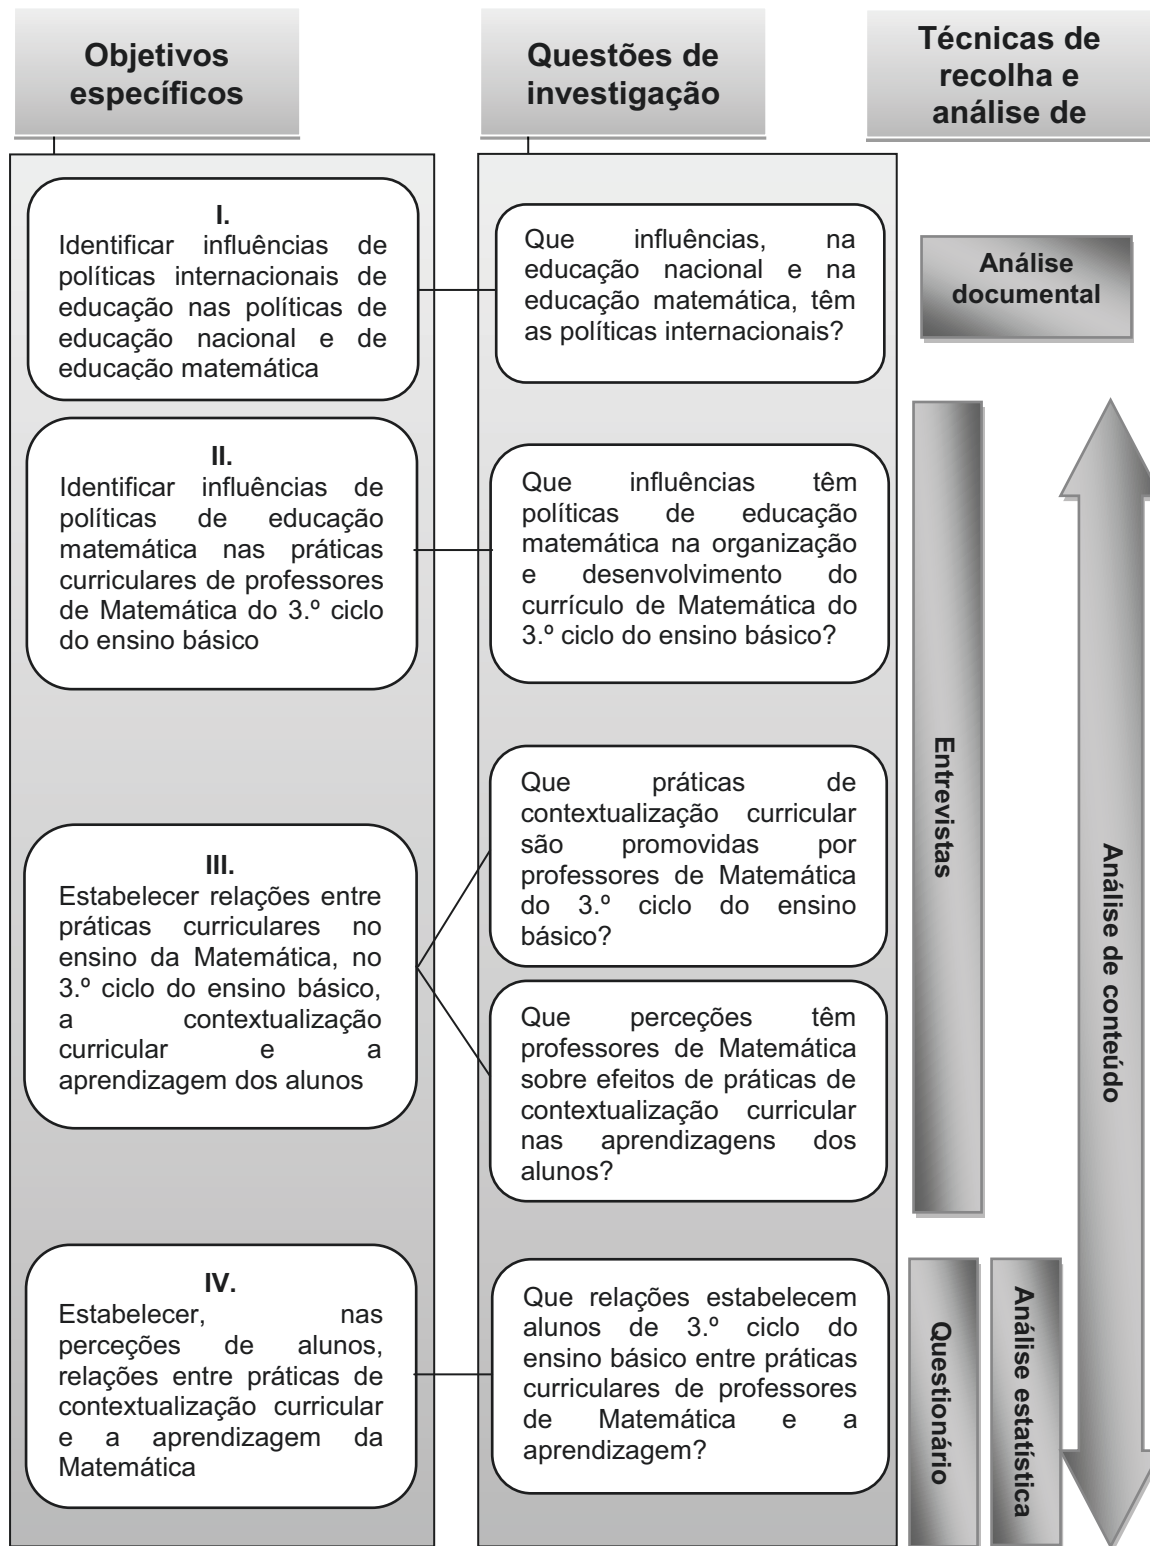 Objetivos
específicos
Questões de
investigação
Técnicas de
recolha e
análise de
I.
Identificar influências de
políticas internacionais de
educação nas políticas de
educação nacional e de
educação matemática
Que influências, na
educação nacional e na
educação matemática, têm
as políticas internacionais?
Análise
documental
II.
Identificar influências de
políticas de educação
matemática nas práticas
curriculares de professores
de Matemática do 3.º ciclo
do ensino básico
Que influências têm
políticas de educação
matemática na organização
e desenvolvimento do
currículo de Matemática do
3.º ciclo do ensino básico?
III.
Estabelecer relações entre
práticas curriculares no
ensino da Matemática, no
3.º ciclo do ensino básico,
a contextualização
curricular e a
aprendizagem dos alunos
Que práticas de
contextualização curricular
são promovidas por
professores de Matemática
do 3.º ciclo do ensino
básico?
Que perceções têm
professores de Matemática
sobre efeitos de práticas de
contextualização curricular
nas aprendizagens dos
alunos?
Entrevistas
Análise de conteúdo
IV.
Estabelecer, nas
perceções de alunos,
relações entre práticas de
contextualização curricular
e a aprendizagem da
Matemática
Que relações estabelecem
alunos de 3.º ciclo do
ensino básico entre práticas
curriculares de professores
de Matemática e a
aprendizagem?
Questionário
Análise estatística